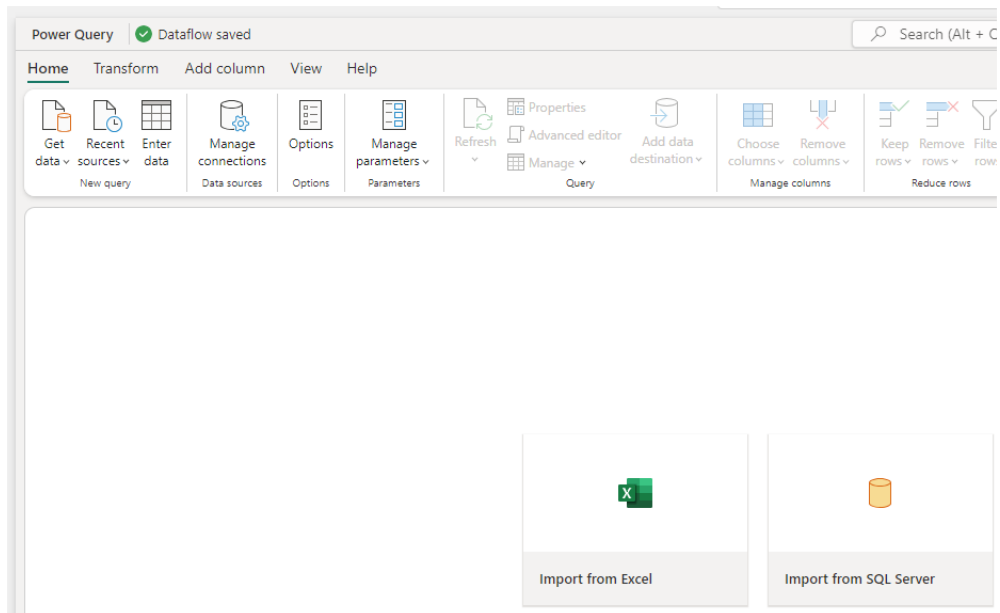 Power Query
Dataflow saved
Search (Alt +
Home Transform Add column View Help
Get data
Recent sources
Enter data
New query
Manage connections
Data sources
Options
Options
Manage parameters
Parameters
Refresh
Properties
Advanced editor
Manage
Add data destination
Query
Choose columns
Remove columns
Manage columns
Keep rows
Remove rows
Reduce rows
X
Import from Excel
Import from SQL Server